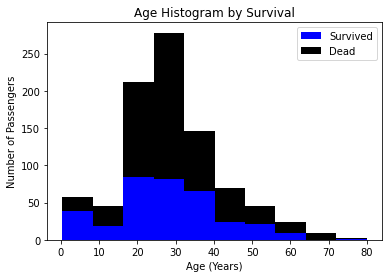 Age Histogram by Survival
Survived
Dead
Number of Passengers
250
200
150
100
50
0
0 10 20 30 40 50 60 70 80
Age (Years)